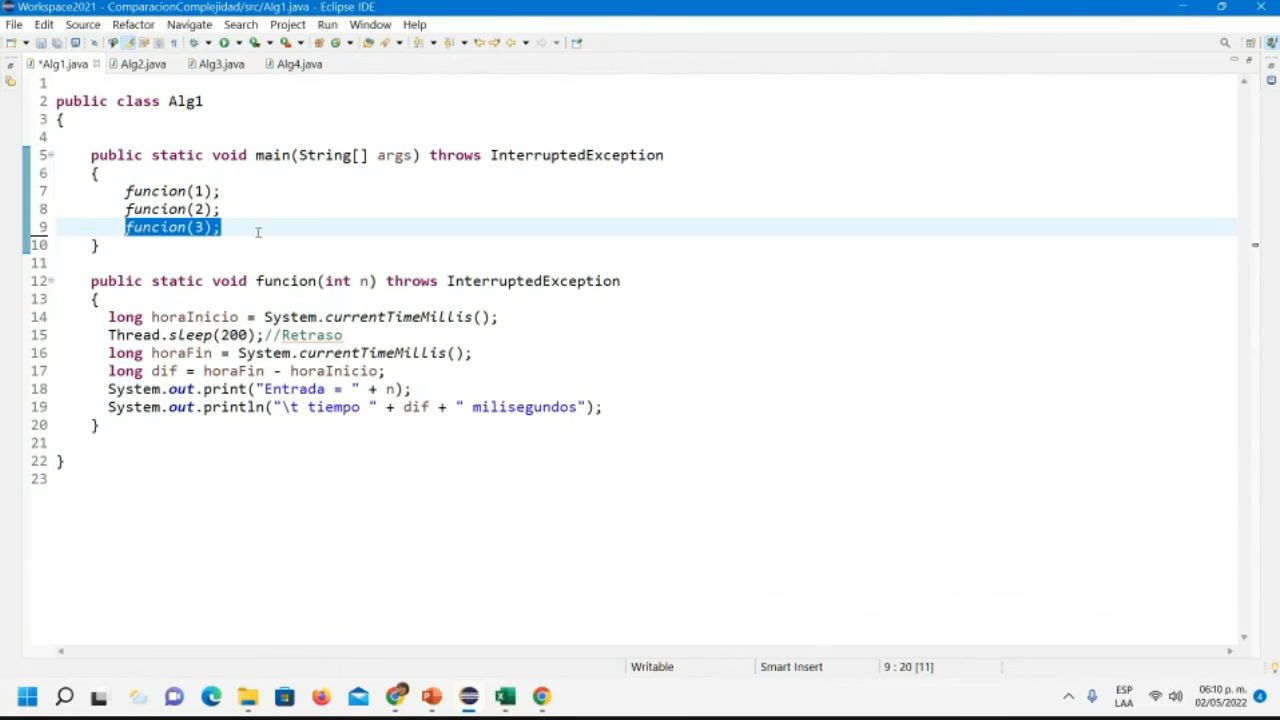 Workspace2021 - ComparacionComplejidad/src/Alg1.java - Eclipse IDE
File Edit Source Refactor Navigate Search Project Run Window Help
*Alg1.java Alg2.java Alg3.java Alg4.java
1
2 public class Alg1
3 {
4
5 public static void main(String[] args) throws InterruptedException
6 {
7 funcion(1);
8 funcion(2);
9 funcion(3);
10 }
11
12 public static void funcion(int n) throws InterruptedException
13 {
14 long horaInicio = System.currentTimeMillis();
15 Thread.sleep(200);//Retraso
16 long horaFin = System.currentTimeMillis();
17 long dif = horaFin - horaInicio;
18 System.out.print("Entrada = " + n);
19 System.out.println("\t tiempo " + dif + " milisegundos");
20 }
21
22 }
23
Writable Smart Insert 9 : 20 [11]
ESP 06:10 p. m.
LAA 02/05/2022 4